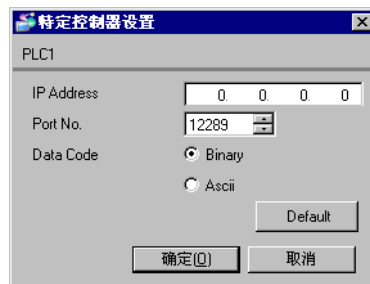 特定控制器设置
PLC1
IP Address 0. 0. 0. 0
Port No. 12289
Data Code Binary
Ascii
Default
确定(O) 取消